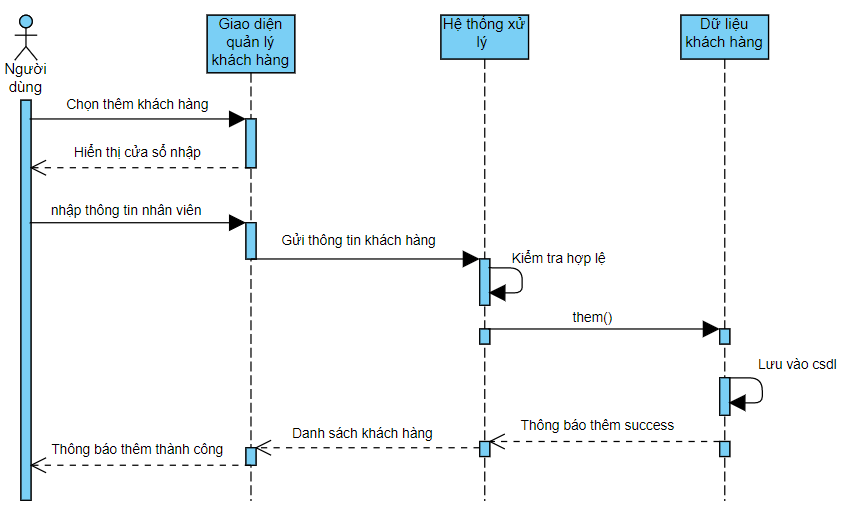 Giao diện
quản lý
khách hàng
Hệ thống xử
lý
Dữ liệu
khách hàng
Người
dùng
Chọn thêm khách hàng
Hiển thị cửa sổ nhập
nhập thông tin nhân viên
Gửi thông tin khách hàng
Kiểm tra hợp lệ
them()
Lưu vào csdl
Thông báo thêm success
Danh sách khách hàng
Thông báo thêm thành công